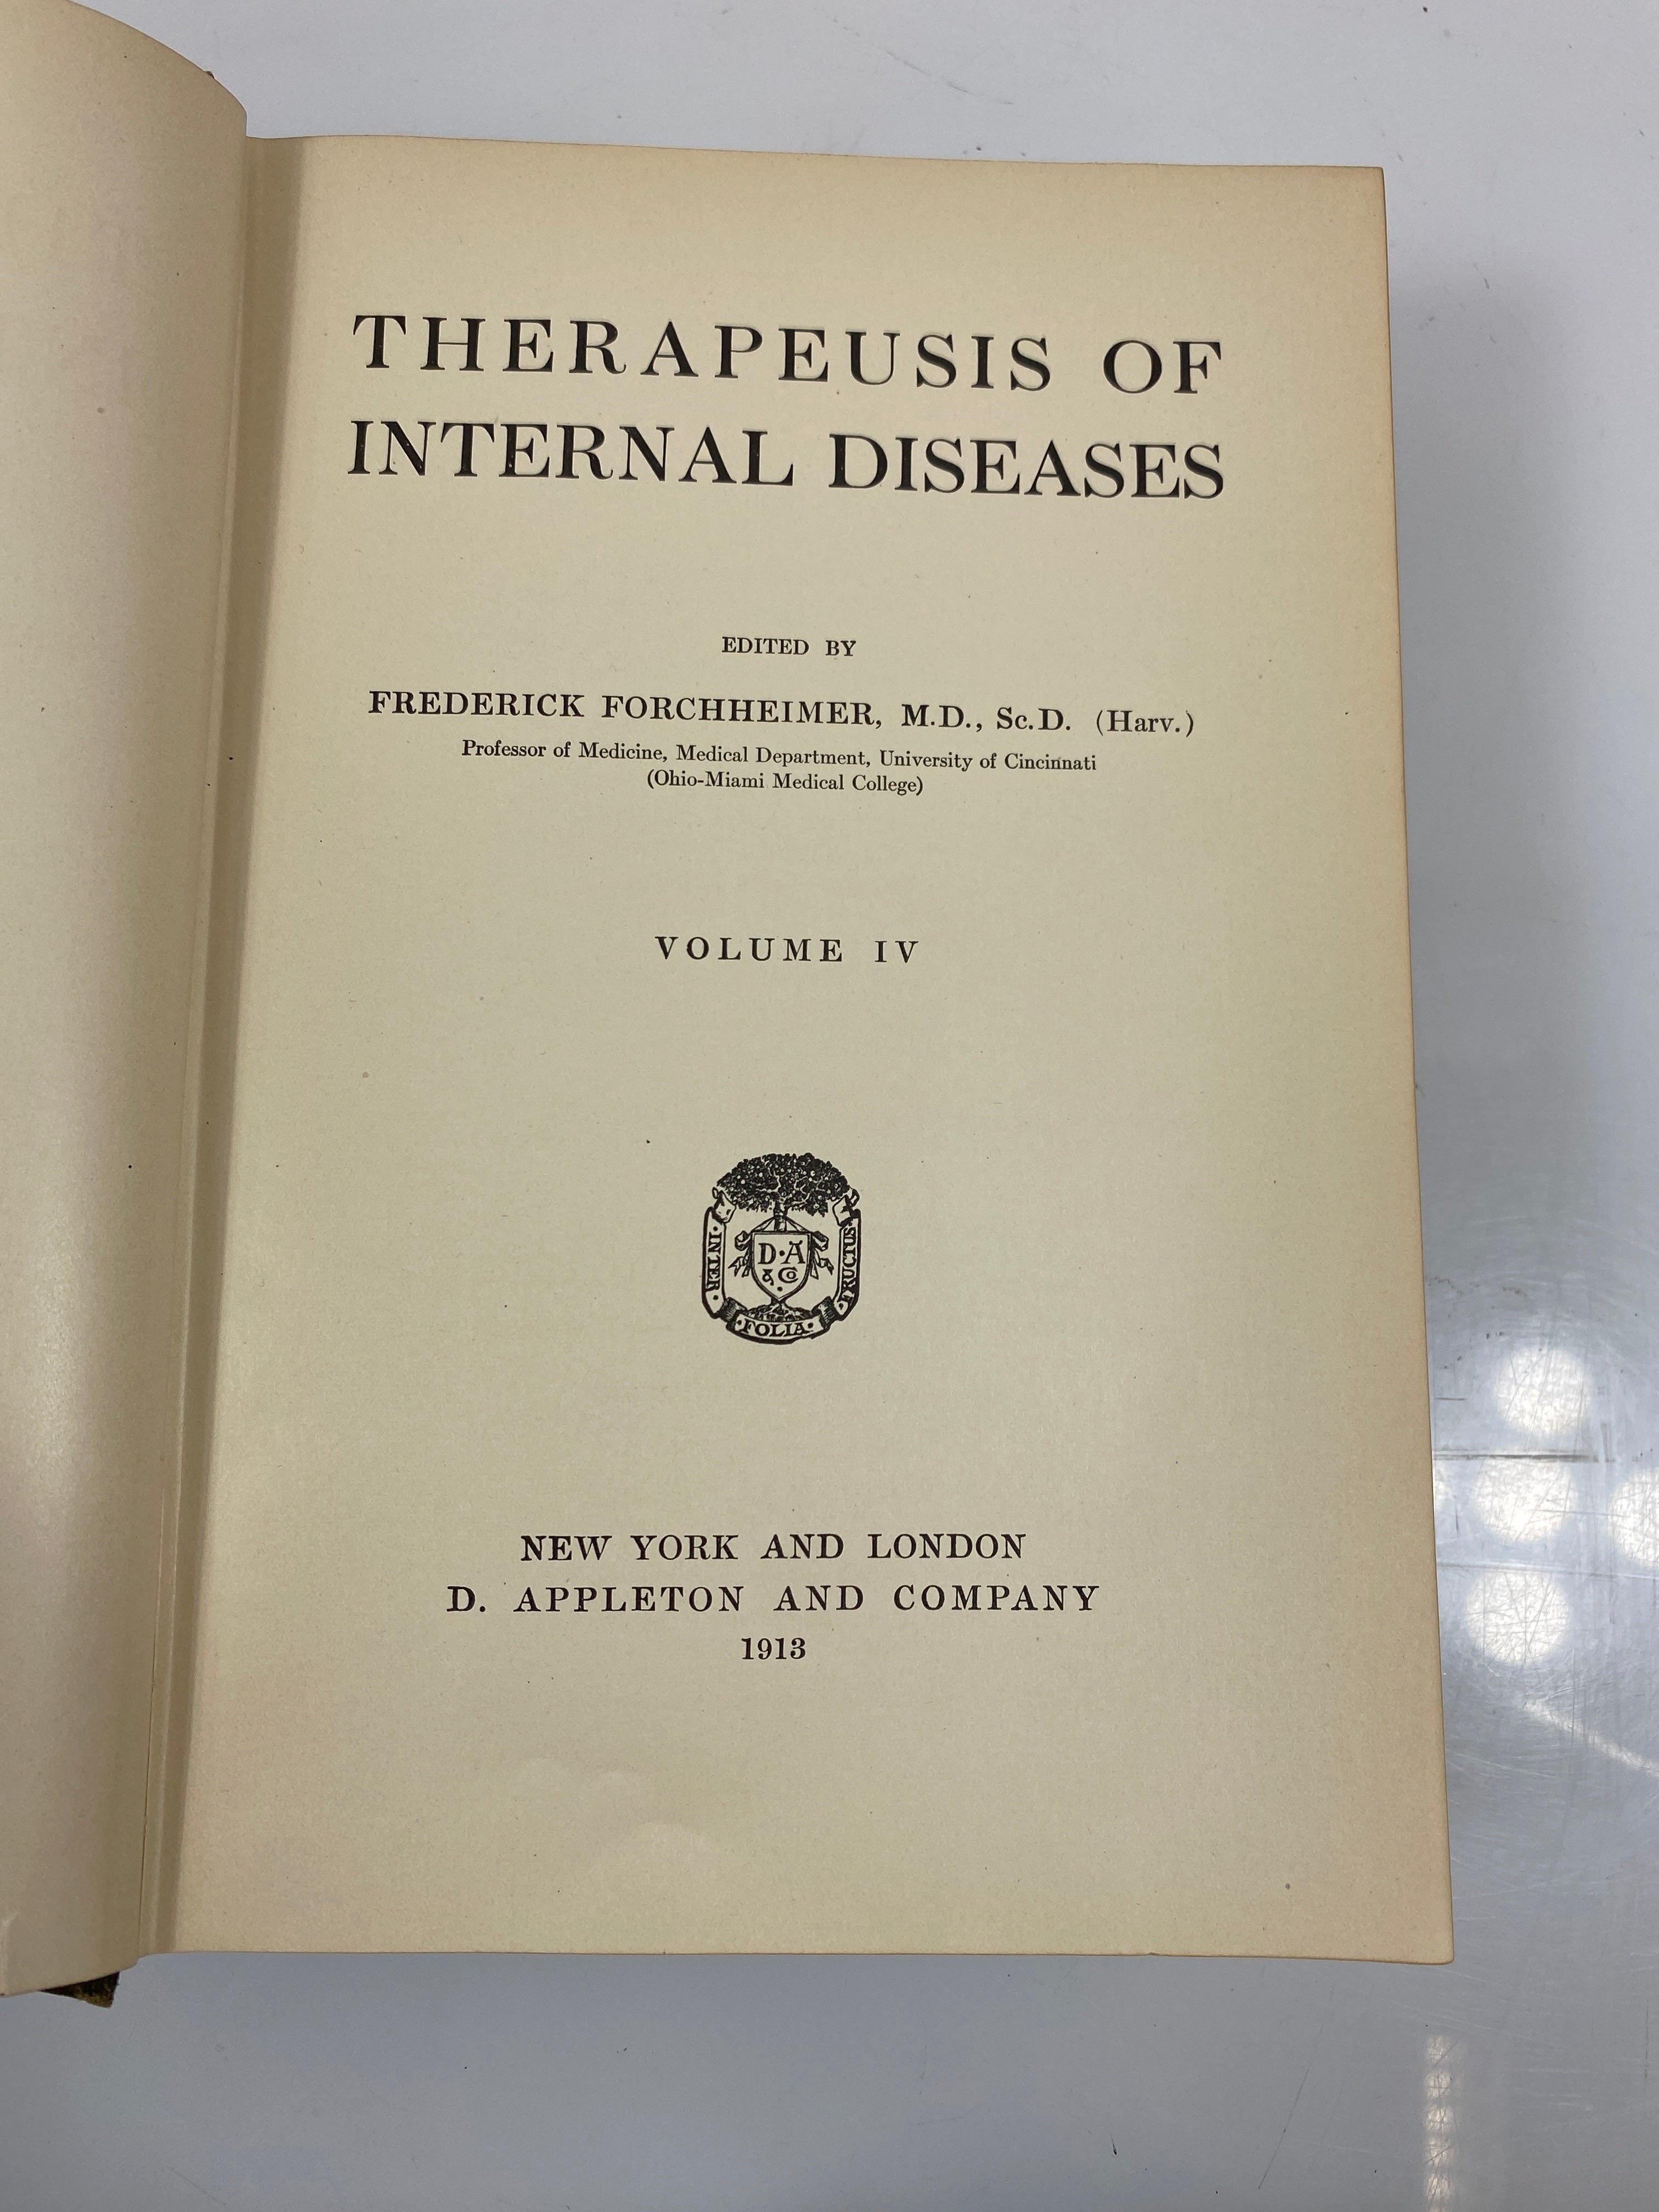 THERAPEUSIS OF
INTERNAL DISEASES
EDITED BY
FREDERICK FORCHHEIMER, M.D., Sc.D. (Harv.)
Professor of Medicine, Medical Department, University of Cincinnati
(Ohio-Miami Medical College)
VOLUME IV
D·A
& Co
·INTER·
·FOLIA·
·FRUCTUS·
NEW YORK AND LONDON
D. APPLETON AND COMPANY
1913